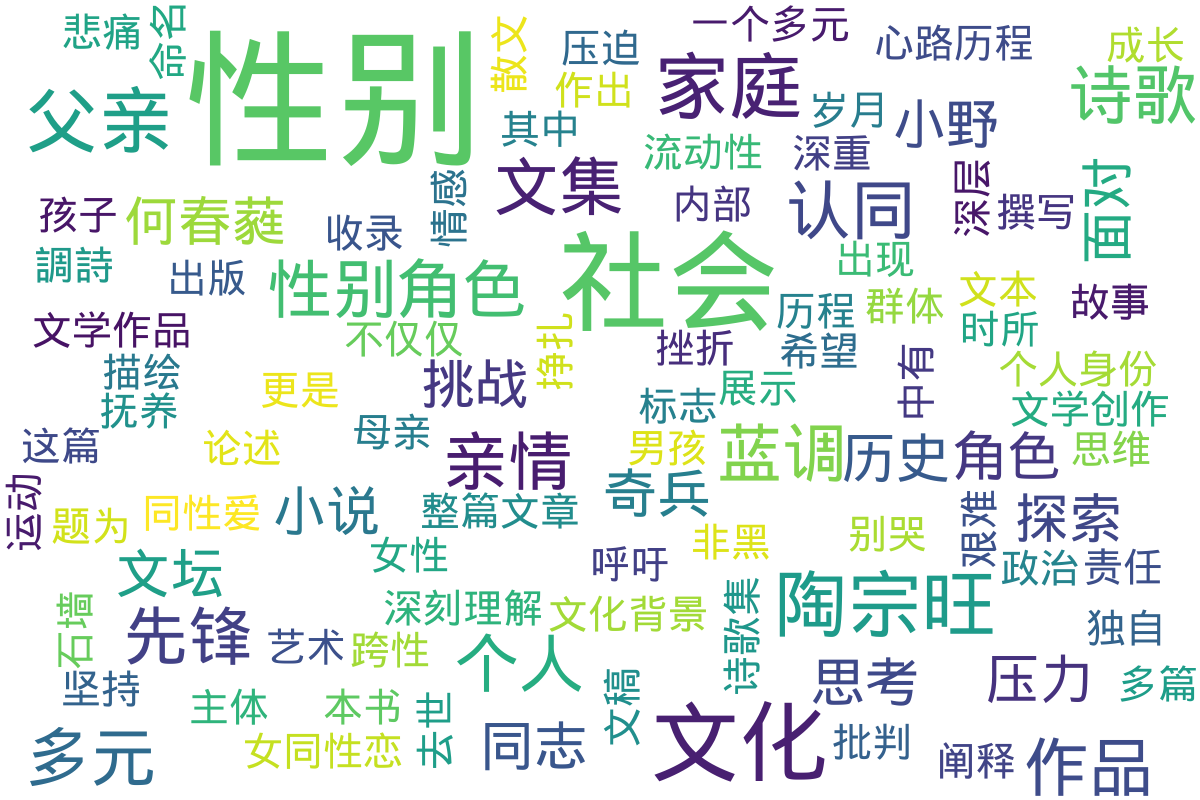 悲痛
命名
性别
散文
压迫
一个多元
心路历程
成长
家庭
作出
诗歌
父亲
岁月
小野
其中
流动性
深重
文集
面对
情感
内部
认同
深层
撰写
孩子
何春蕤
收录
社会
出现
調詩
出版
性别角色
历程
群体
文本
故事
文学作品
不仅仅
挣扎
挫折
希望
时所
描绘
抚养
更是
挑战
标志
展示
中有
个人身份
文学创作
这篇
论述
母亲
亲情
男孩
蓝调
历史
角色
思维
运动
题为
同性爱
小说
整篇文章
奇兵
非黑
别哭
艰难
探索
文坛
女性
呼吁
政治
责任
石墙
先锋
艺术
跨性
深刻理解
文化背景
诗歌集
陶宗旺
独自
坚持
主体
本书
个人
思考
压力
多篇
去世
文稿
多元
女同性恋
同志
文化
批判
阐释
作品